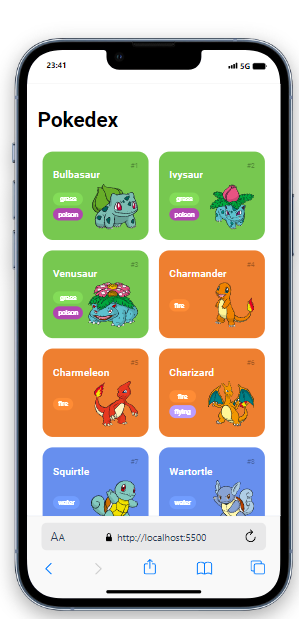 23:41
5G
Pokedex
#1
Bulbasaur
grass
poison
#2
Ivysaur
grass
poison
#3
Venusaur
grass
poison
#4
Charmander
fire
#5
Charmeleon
fire
#6
Charizard
fire
flying
#7
Squirtle
water
#8
Wartortle
water
AA
http://localhost:5500